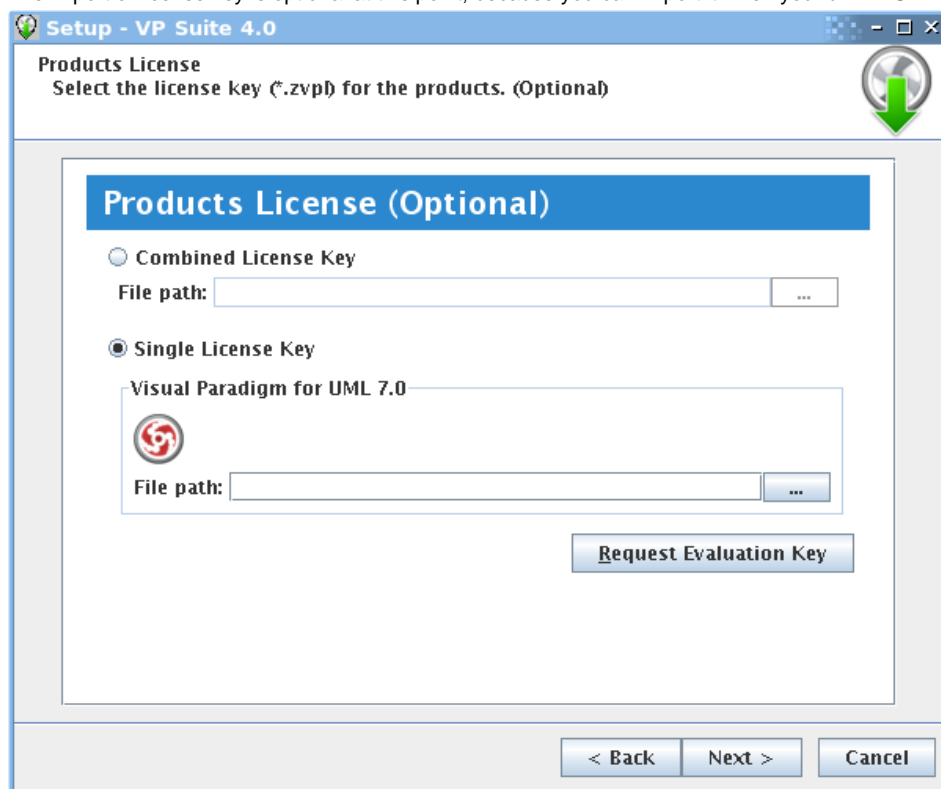 Setup - VP Suite 4.0
Products License
Select the license key (*.zvpl) for the products. (Optional)
Products License (Optional)
Combined License Key
File path:
...
Single License Key
Visual Paradigm for UML 7.0
File path:
...
Request Evaluation Key
< Back
Next >
Cancel